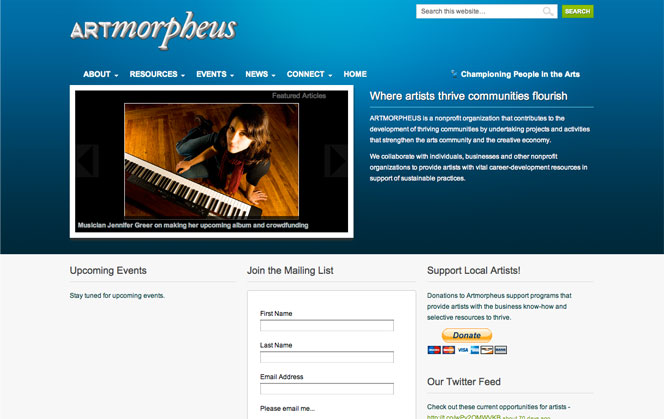 ARTmorpheus
Search this website…
SEARCH
ABOUT
RESOURCES
EVENTS
NEWS
CONNECT
HOME
Championing People in the Arts
Featured Articles
Musician Jennifer Greer on making her upcoming album and crowdfunding
Where artists thrive communities flourish
ARTMORPHEUS is a nonprofit organization that contributes to the
development of thriving communities by undertaking projects and activities
that strengthen the arts community and the creative economy.
We collaborate with individuals, businesses and other nonprofit
organizations to provide artists with vital career-development resources in
support of sustainable practices.
Upcoming Events
Stay tuned for upcoming events.
Join the Mailing List
First Name
Last Name
Email Address
Please email me...
Support Local Artists!
Donations to Artmorpheus support programs that
provide artists with the business know-how and
selective resources to thrive.
Donate
VISA
Our Twitter Feed
Check out these current opportunities for artists -
about 70 days ago